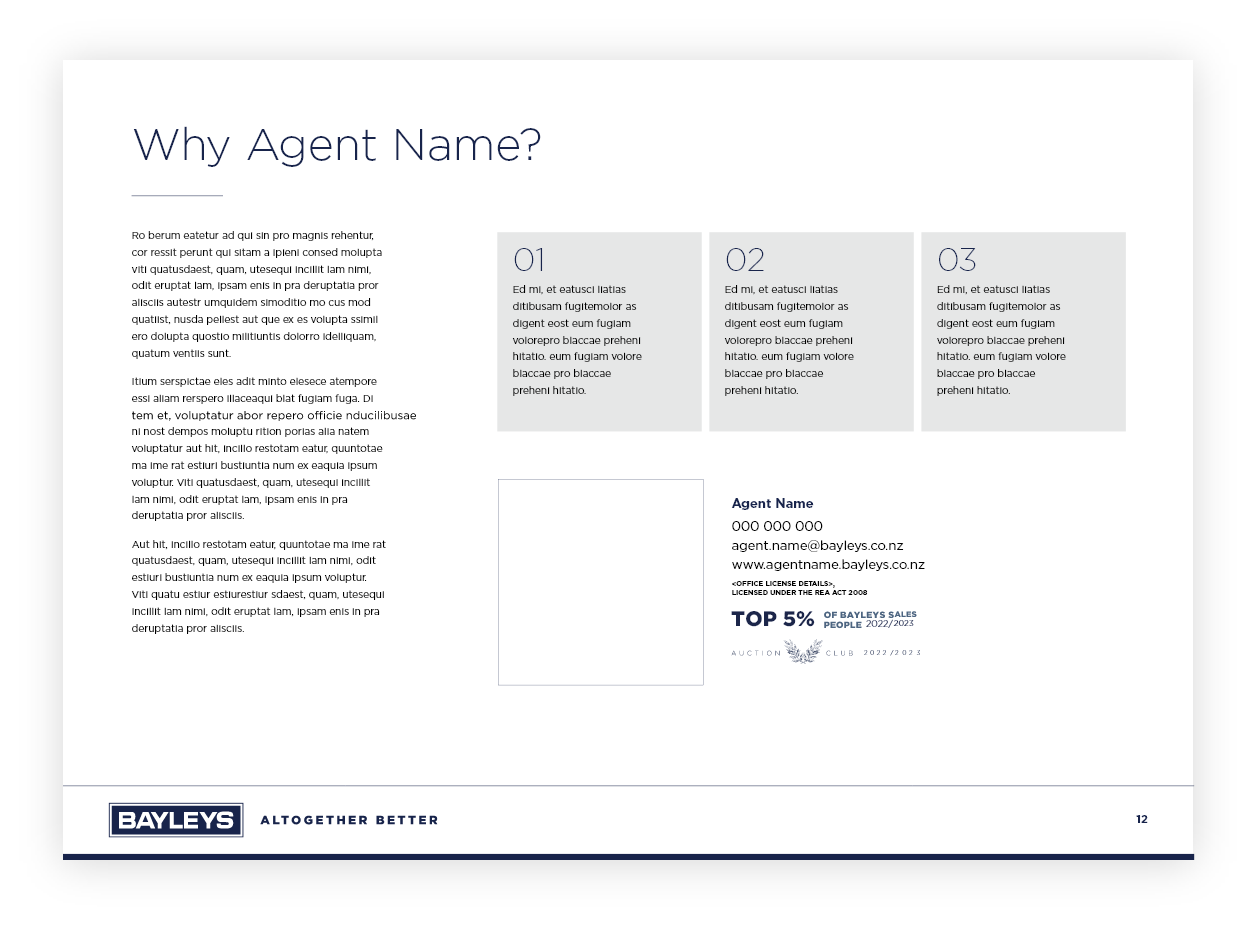 Why Agent Name?
Ro berum eatetur ad qui sin pro magnis rehentur,
cor ressit perunt qui sitam a ipieni consed molupta
viti quatusdaest, quam, utesequi incillit lam nimi,
odit eruptat lam, ipsam enis in pra deruptatia pror
alisciis autestr umquidem simoditio mo cus mod
quatiist, nusda pellest aut que ex es volupta ssimil
ero dolupta quostio militiuntis dolorro idelliquam,
quatum ventiis sunt.
Itium serspictae eles adit minto elesece atempore
essi aliam rerspero illaceaqui blat fugiam fuga. Di
tem et, voluptatur abor repero officie nducilibusae
ni nost dempos moluptu rition porias alia natem
voluptatur aut hit, incillo restotam eatur, quuntotae
ma ime rat estiuri bustiuntia num ex eaquia ipsum
voluptur. Viti quatusdaest, quam, utesequi incillit
lam nimi, odit eruptat lam, ipsam enis in pra
deruptatia pror alisciis.
Aut hit, incillo restotam eatur, quuntotae ma ime rat
quatusdaest, quam, utesequi incillit lam nimi, odit
estiuri bustiuntia num ex eaquia ipsum voluptur.
Viti quatu estiur estiurestiur sdaest, quam, utesequi
incillit lam nimi, odit eruptat lam, ipsam enis in pra
deruptatia pror alisciis.
01
Ed mi, et eatusci liatias
ditibusam fugitemolor as
digent eost eum fugiam
volorepro blaccae preheni
hitatio. eum fugiam volore
blaccae pro blaccae
preheni hitatio.
02
Ed mi, et eatusci liatias
ditibusam fugitemolor as
digent eost eum fugiam
volorepro blaccae preheni
hitatio. eum fugiam volore
blaccae pro blaccae
preheni hitatio.
03
Ed mi, et eatusci liatias
ditibusam fugitemolor as
digent eost eum fugiam
volorepro blaccae preheni
hitatio. eum fugiam volore
blaccae pro blaccae
preheni hitatio.
Agent Name
000 000 000
agent.name@bayleys.co.nz
www.agentname.bayleys.co.nz
<OFFICE LICENSE DETAILS>,
LICENSED UNDER THE REA ACT 2008
TOP 5% OF BAYLEYS SALES
PEOPLE 2022/2023
AUCTION CLUB 2022/2023
BAYLEYS ALTOGETHER BETTER
12